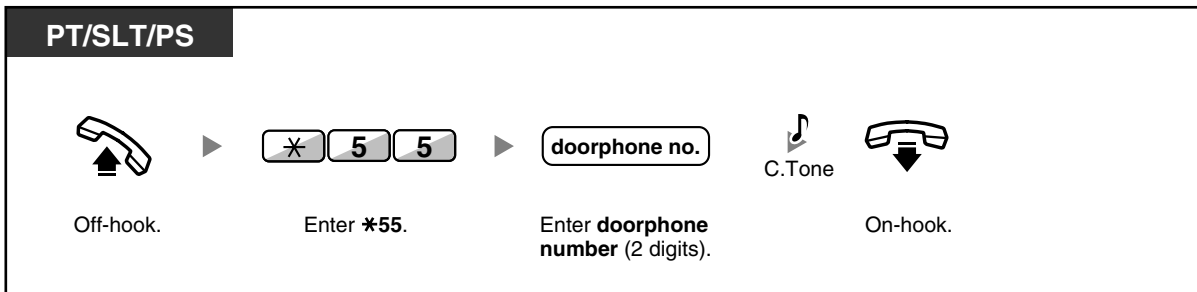 PT/SLT/PS
✳ 5 5
doorphone no.
C.Tone
Off-hook.
Enter ✳55.
Enter doorphone
number (2 digits).
On-hook.